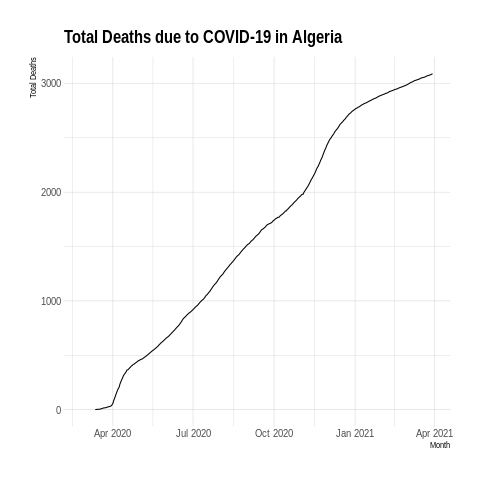 Total Deaths due to COVID-19 in Algeria
Total Deaths
3000
2000
1000
0
Apr 2020 Jul 2020 Oct 2020 Jan 2021 Apr 2021
Month